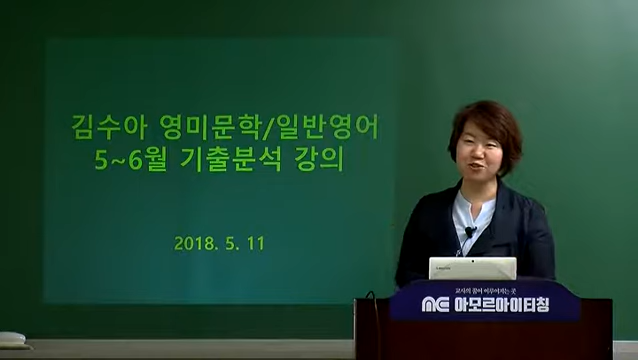 김수아 영미문학/일반영어
5~6월 기출분석 강의
2018. 5. 11
교사의 꿈이 이루어지는 곳
아모르아이티칭